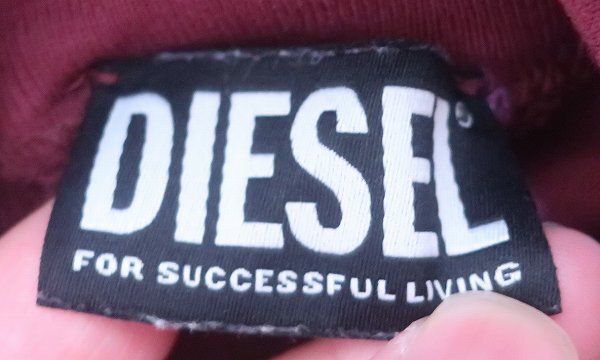 DIESEL®
FOR SUCCESSFUL LIVING